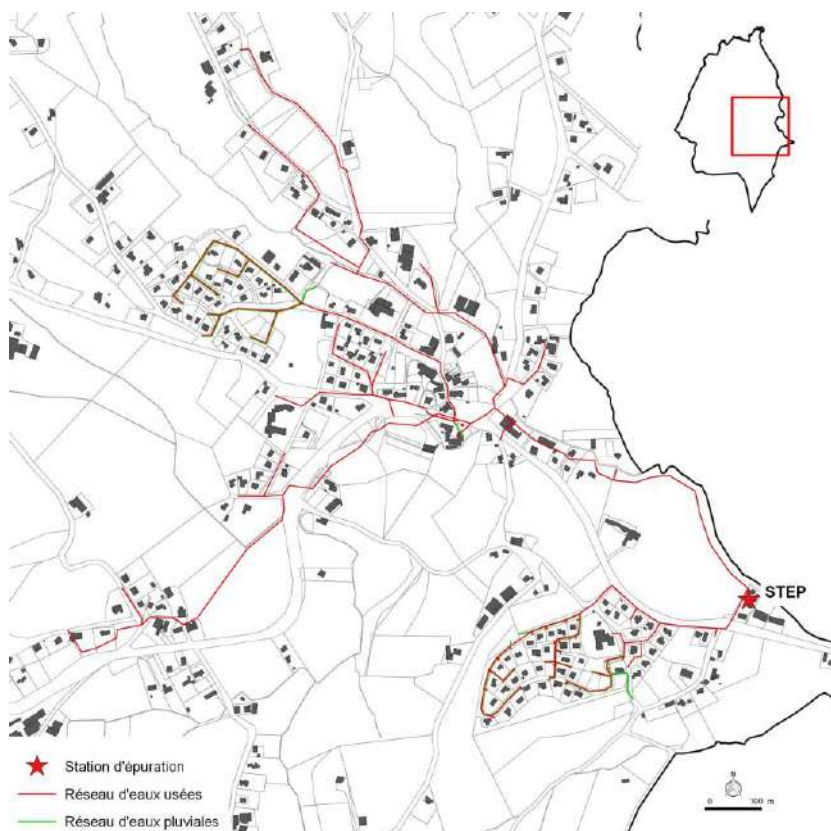 STEP
Station d'épuration
Réseau d'eaux usées
Réseau d'eaux pluviales
N
0 100 m